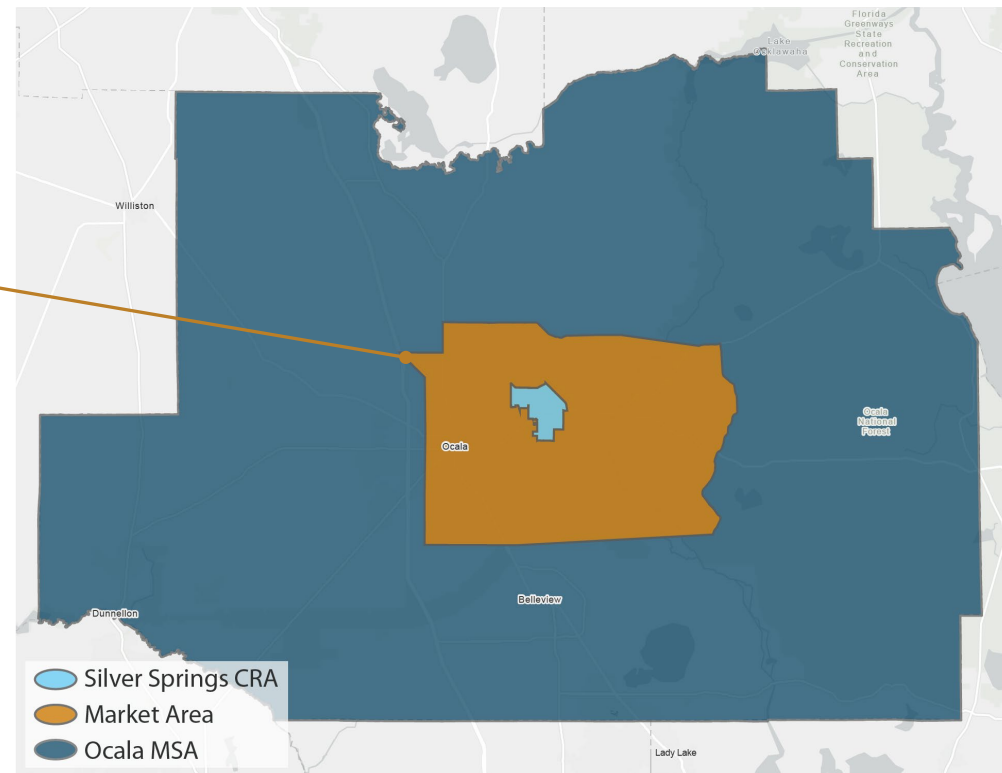 Florida
Greenways
State
Recreation
and
Conservation
Area
Lake
Ocklawaha
Williston
Ocala
National
Forest
Ocala
Belleview
Dunnellon
Silver Springs CRA
Market Area
Ocala MSA
Lady Lake